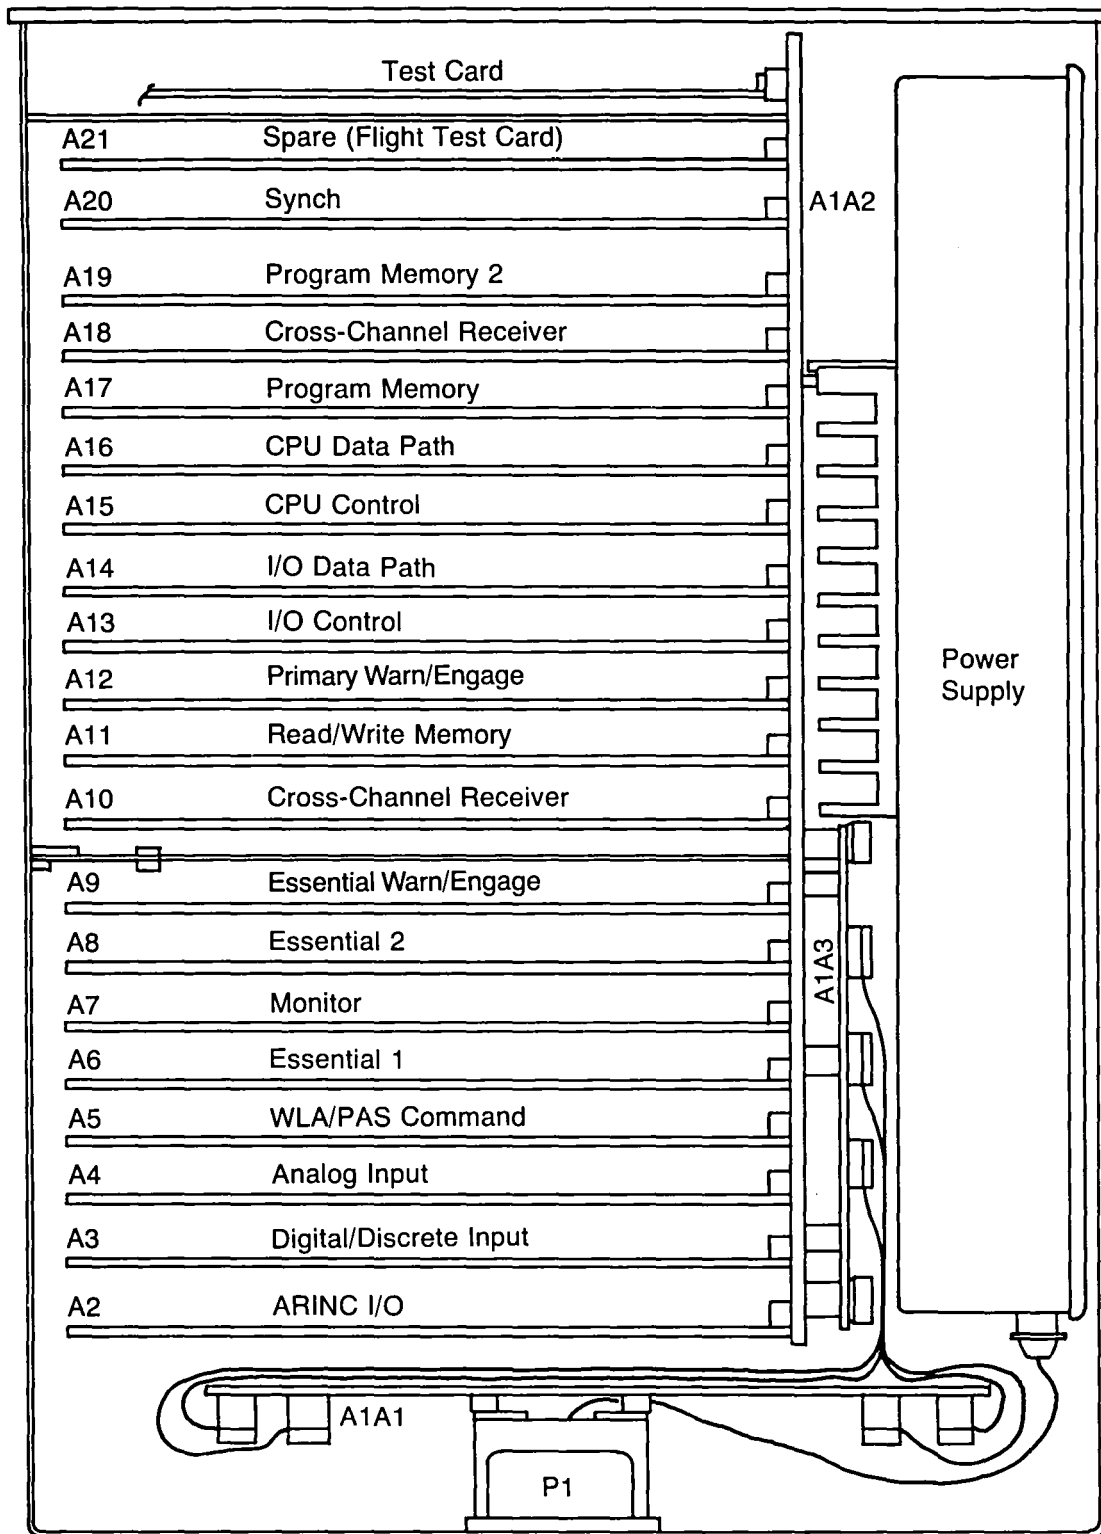 Test Card
A21 Spare (Flight Test Card)
A20 Synch
A1A2
A19 Program Memory 2
A18 Cross-Channel Receiver
A17 Program Memory
A16 CPU Data Path
A15 CPU Control
A14 I/O Data Path
A13 I/O Control
A12 Primary Warn/Engage
Power
Supply
A11 Read/Write Memory
A10 Cross-Channel Receiver
A9 Essential Warn/Engage
A8 Essential 2
A1A3
A7 Monitor
A6 Essential 1
A5 WLA/PAS Command
A4 Analog Input
A3 Digital/Discrete Input
A2 ARINC I/O
A1A1
P1